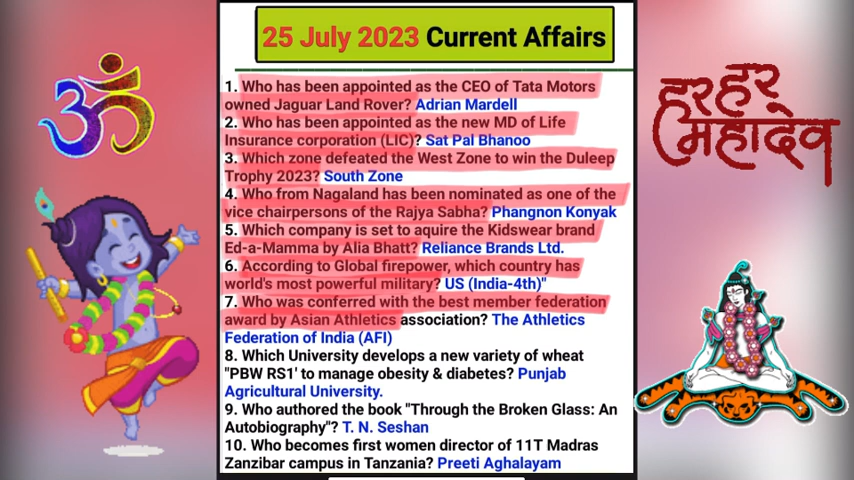 25 July 2023 Current Affairs
ॐ
हर हर
महादेव
1. Who has been appointed as the CEO of Tata Motors
owned Jaguar Land Rover? Adrian Mardell
2. Who has been appointed as the new MD of Life
Insurance corporation (LIC)? Sat Pal Bhanoo
3. Which zone defeated the West Zone to win the Duleep
Trophy 2023? South Zone
4. Who from Nagaland has been nominated as one of the
vice chairpersons of the Rajya Sabha? Phangnon Konyak
5. Which company is set to aquire the Kidswear brand
Ed-a-Mamma by Alia Bhatt? Reliance Brands Ltd.
6. According to Global firepower, which country has
world's most powerful military? US (India-4th)"
7. Who was conferred with the best member federation
award by Asian Athletics association? The Athletics
Federation of India (AFI)
8. Which University develops a new variety of wheat
"PBW RS1' to manage obesity & diabetes? Punjab
Agricultural University.
9. Who authored the book "Through the Broken Glass: An
Autobiography"? T. N. Seshan
10. Who becomes first women director of 11T Madras
Zanzibar campus in Tanzania? Preeti Aghalayam